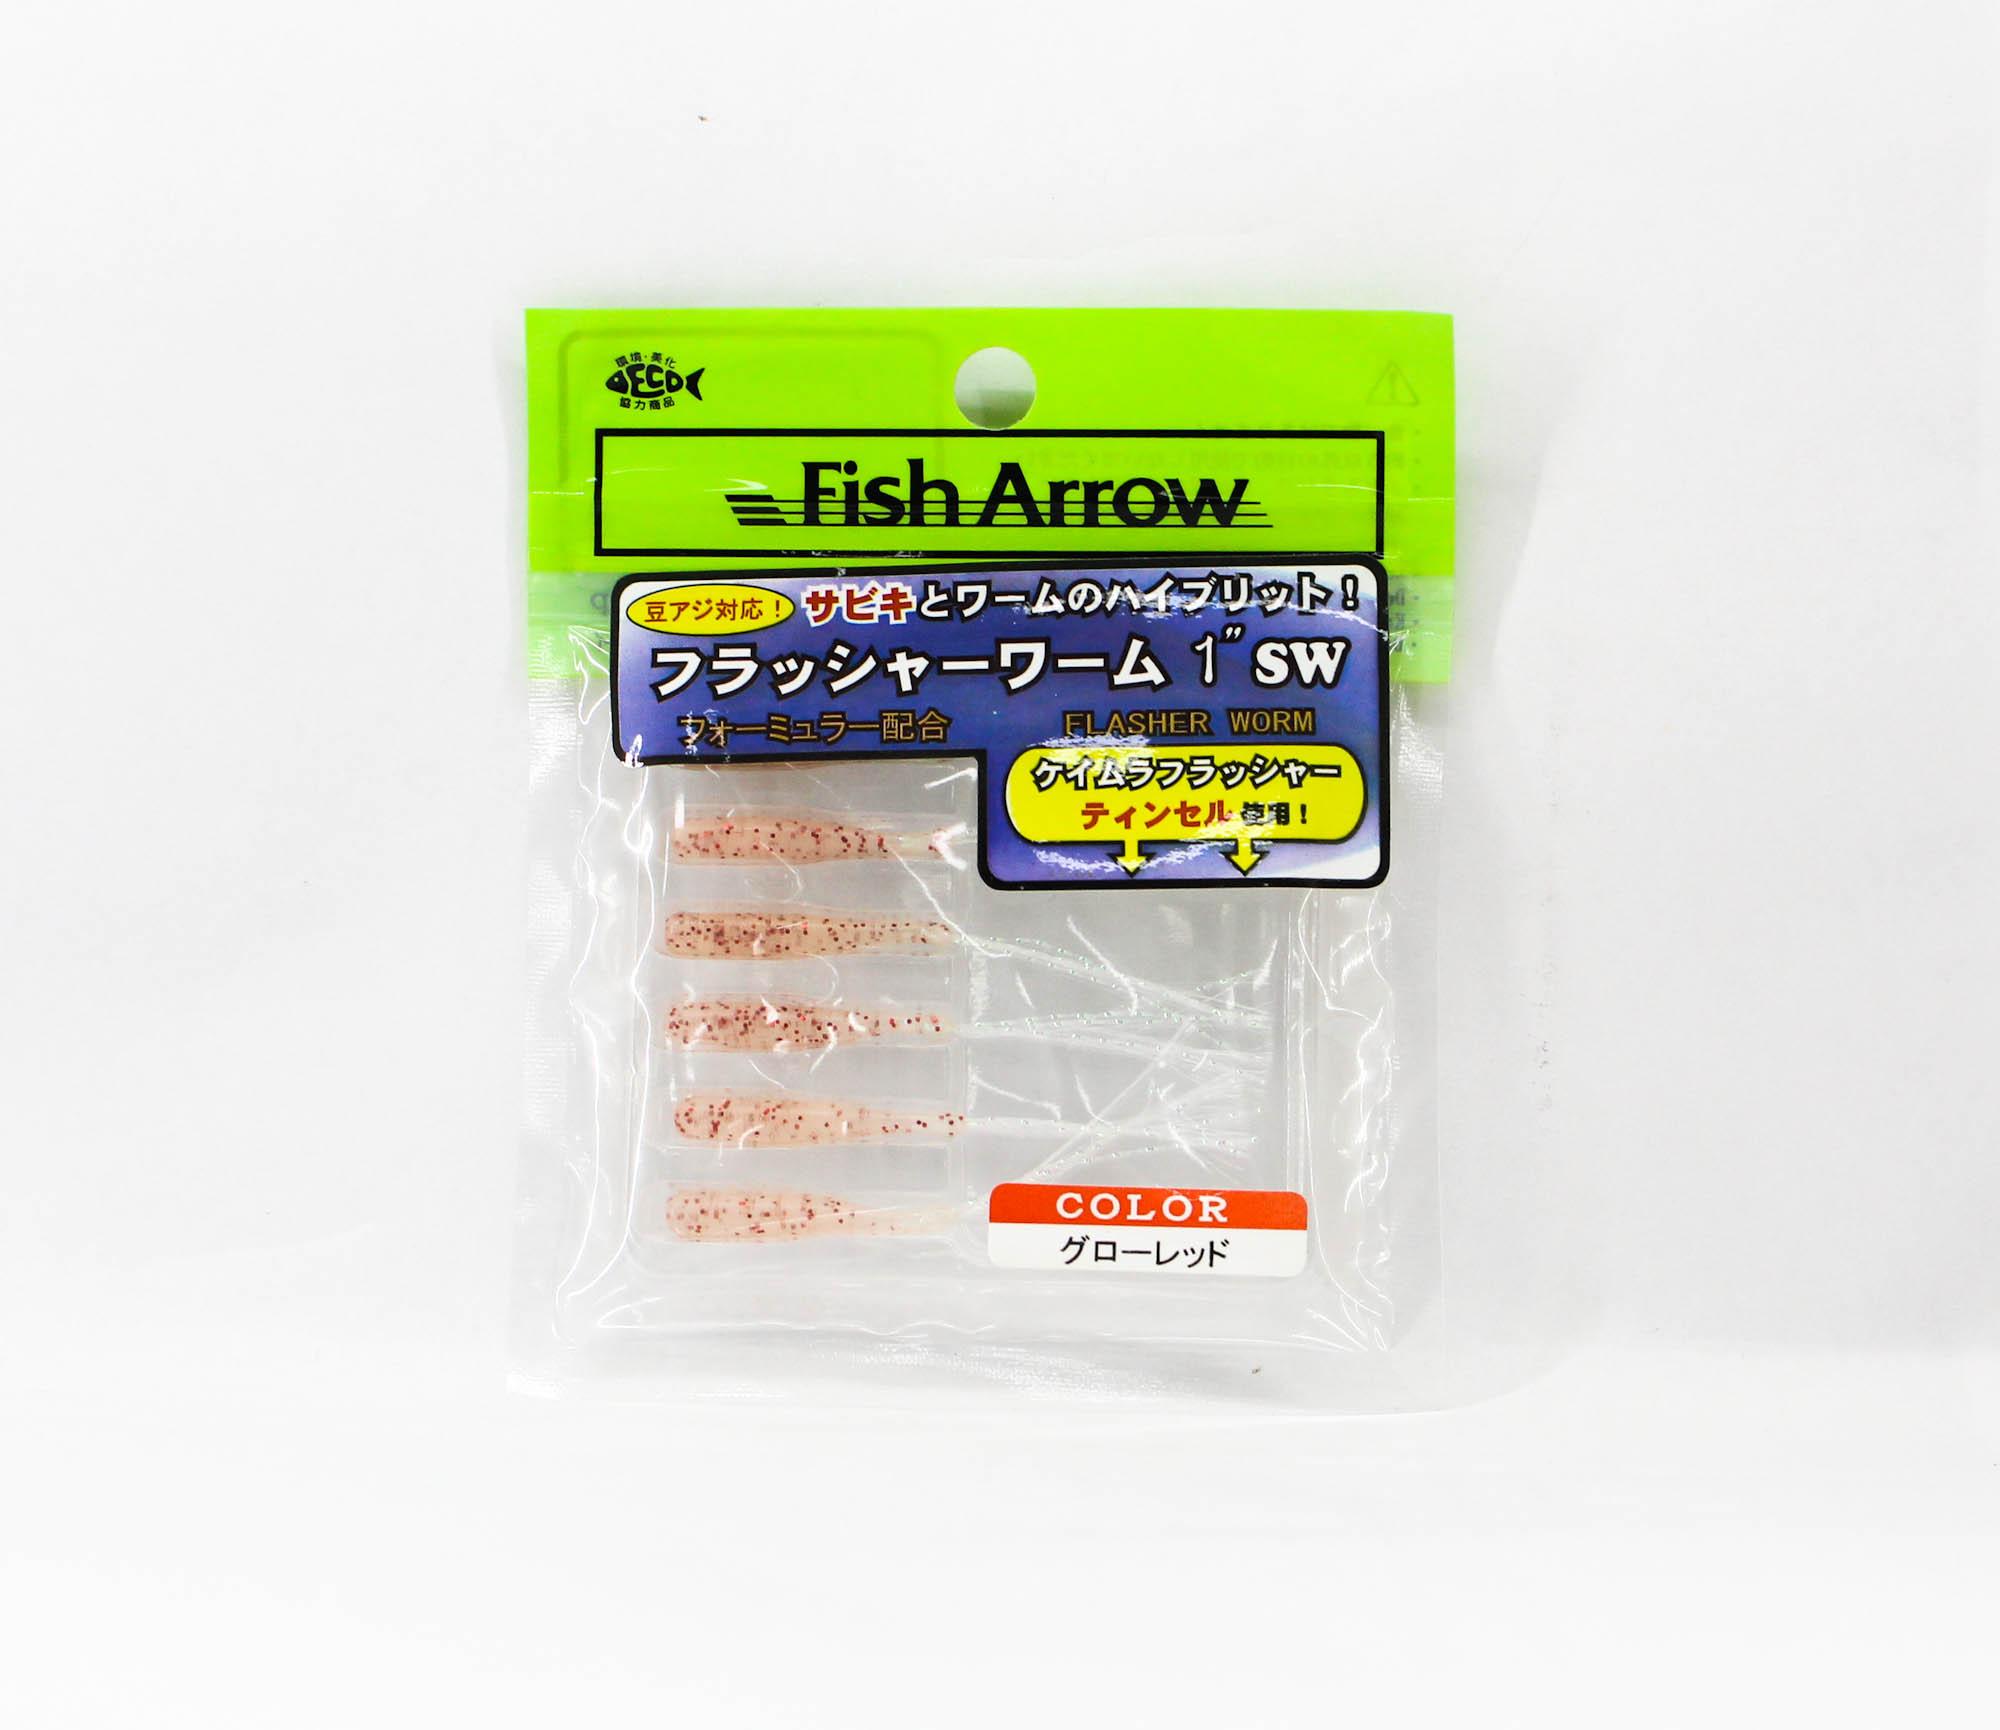 環境・美化
ECO
協力商品
Fish Arrow
豆アジ対応！ サビキとワームのハイブリット！
フラッシャーワーム 1" SW
フォーミュラー配合 FLASHER WORM
ケイムラフラッシャー
ティンセル使用！
COLOR
グローレッド